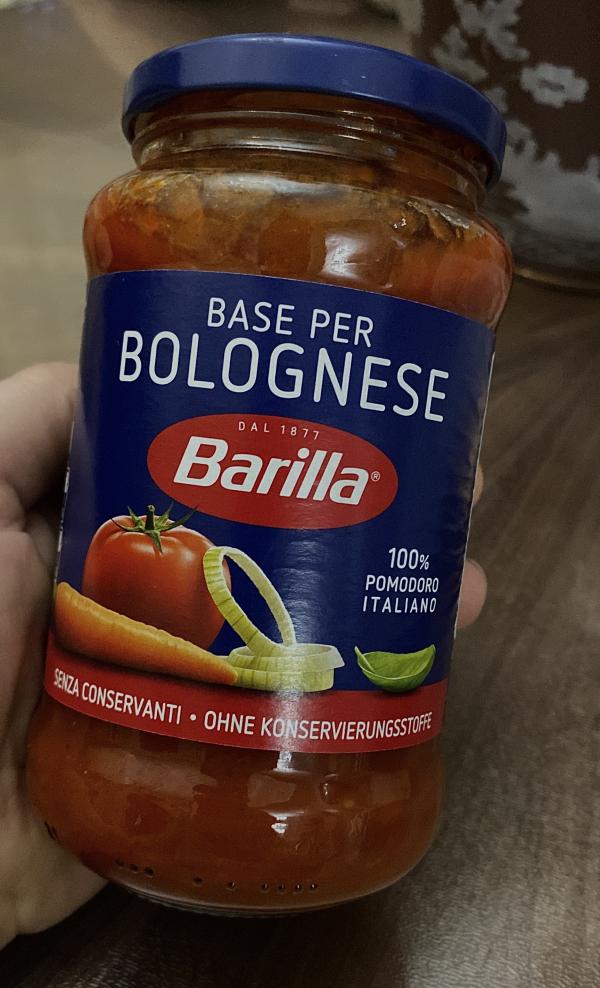 BASE PER
BOLOGNESE
DAL 1877
Barilla®
100%
POMODORO
ITALIANO
SENZA CONSERVANTI • OHNE KONSERVIERUNGSSTOFFE